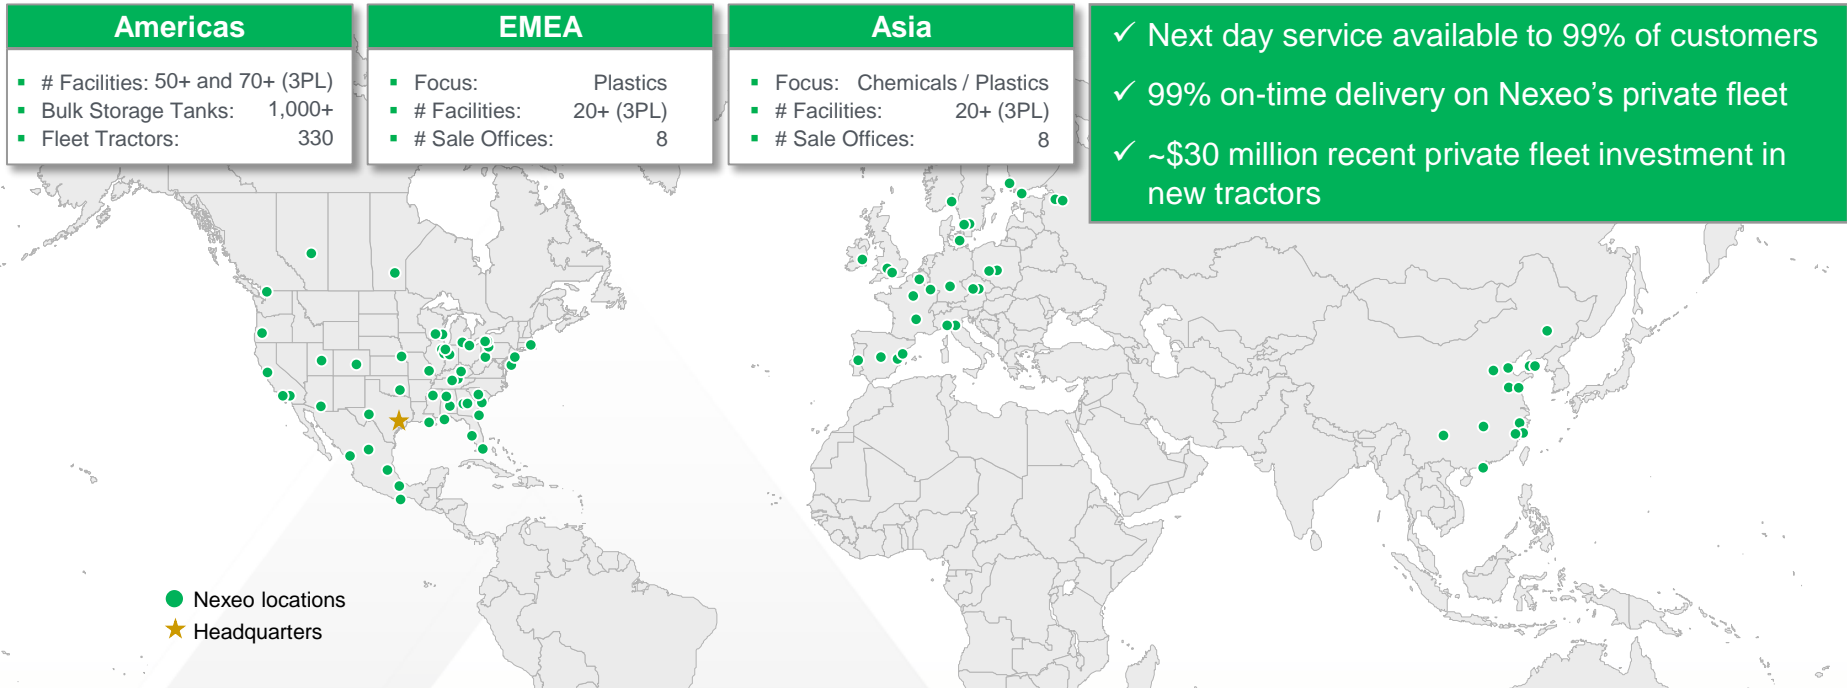 Americas
▪ # Facilities: 50+ and 70+ (3PL)
▪ Bulk Storage Tanks: 1,000+
▪ Fleet Tractors: 330
EMEA
▪ Focus: Plastics
▪ # Facilities: 20+ (3PL)
▪ # Sale Offices: 8
Asia
▪ Focus: Chemicals / Plastics
▪ # Facilities: 20+ (3PL)
▪ # Sale Offices: 8
✓ Next day service available to 99% of customers
✓ 99% on-time delivery on Nexeo’s private fleet
✓ ~$30 million recent private fleet investment in
new tractors
Nexeo locations
Headquarters